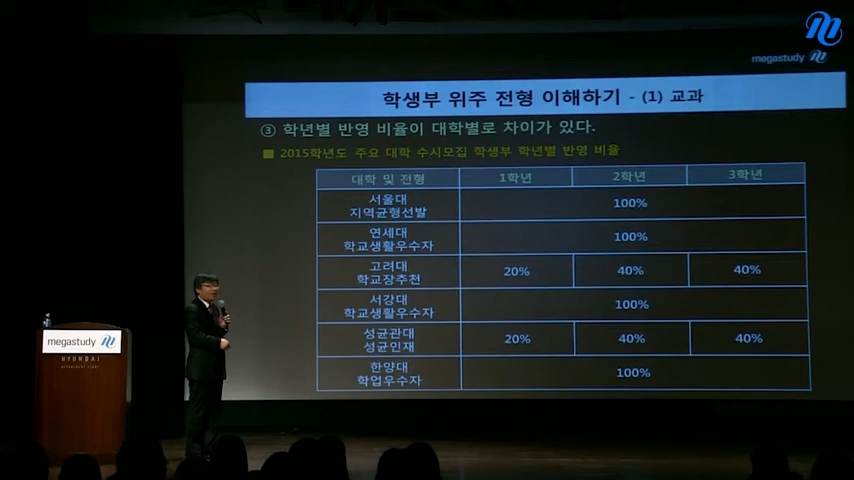 megastudy
학생부 위주 전형 이해하기 - (1) 교과
③ 학년별 반영 비율이 대학별로 차이가 있다.
■ 2015학년도 주요 대학 수시모집 학생부 학년별 반영 비율
대학 및 전형 1학년 2학년 3학년
서울대
지역균형선발
100%
연세대
학교생활우수자
100%
고려대
학교장추천
20% 40% 40%
서강대
학교생활우수자
100%
성균관대
성균인재
20% 40% 40%
한양대
학업우수자
100%
megastudy
HYUNDAI
DEPARTMENT STORE